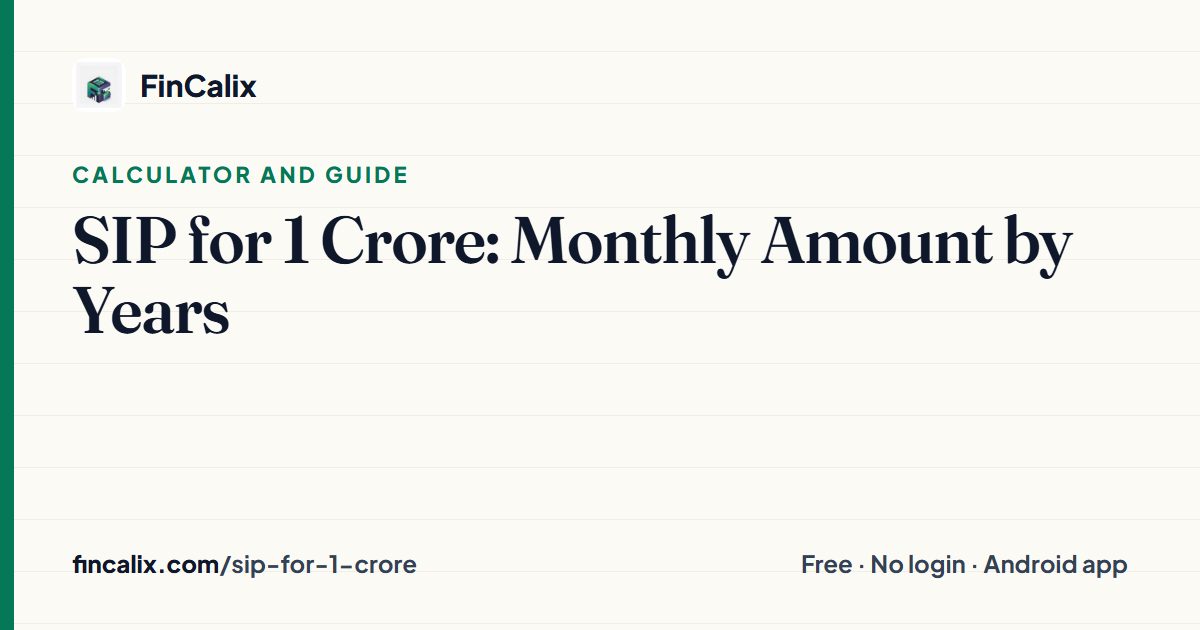 FinCalix
CALCULATOR AND GUIDE
SIP for 1 Crore: Monthly Amount by
Years
fincalix.com/sip-for-1-crore
Free · No login · Android app